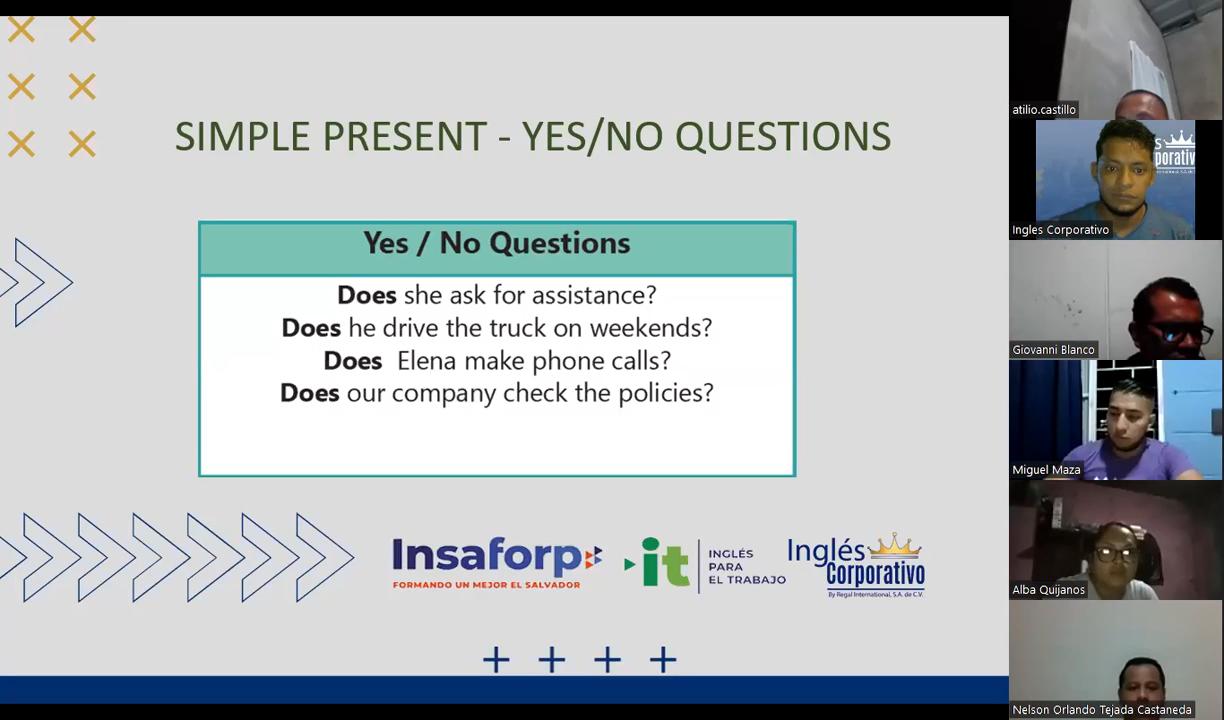 SIMPLE PRESENT - YES/NO QUESTIONS
Yes / No Questions
Does she ask for assistance?
Does he drive the truck on weekends?
Does Elena make phone calls?
Does our company check the policies?
Insaforp
FORMANDO UN MEJOR EL SALVADOR
it
INGLÉS
PARA
EL TRABAJO
Inglés
Corporativo
By Regal International, S.A. de C.V.
atilio.castillo
Ingles Corporativo
Giovanni Blanco
Miguel Maza
Alba Quijanos
Nelson Orlando Tejada Castaneda